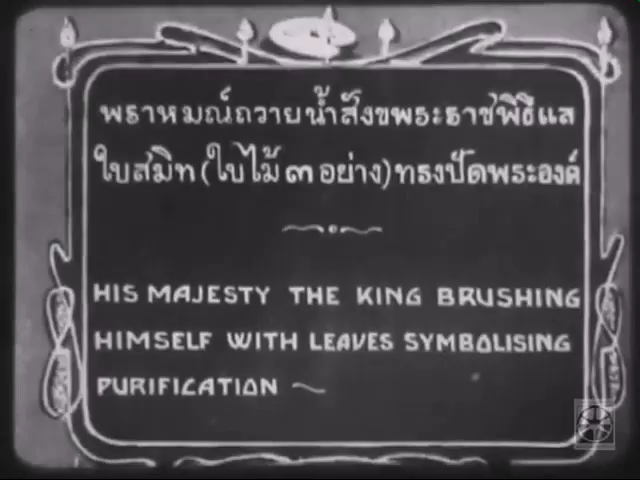 พราหมณ์ถวายน้ำสังขพระราชพิธีแล
ใบสมิท (ใบไม้ ๓ อย่าง) ทรงปัดพระองค์
HIS MAJESTY THE KING BRUSHING
HIMSELF WITH LEAVES SYMBOLISING
PURIFICATION ~